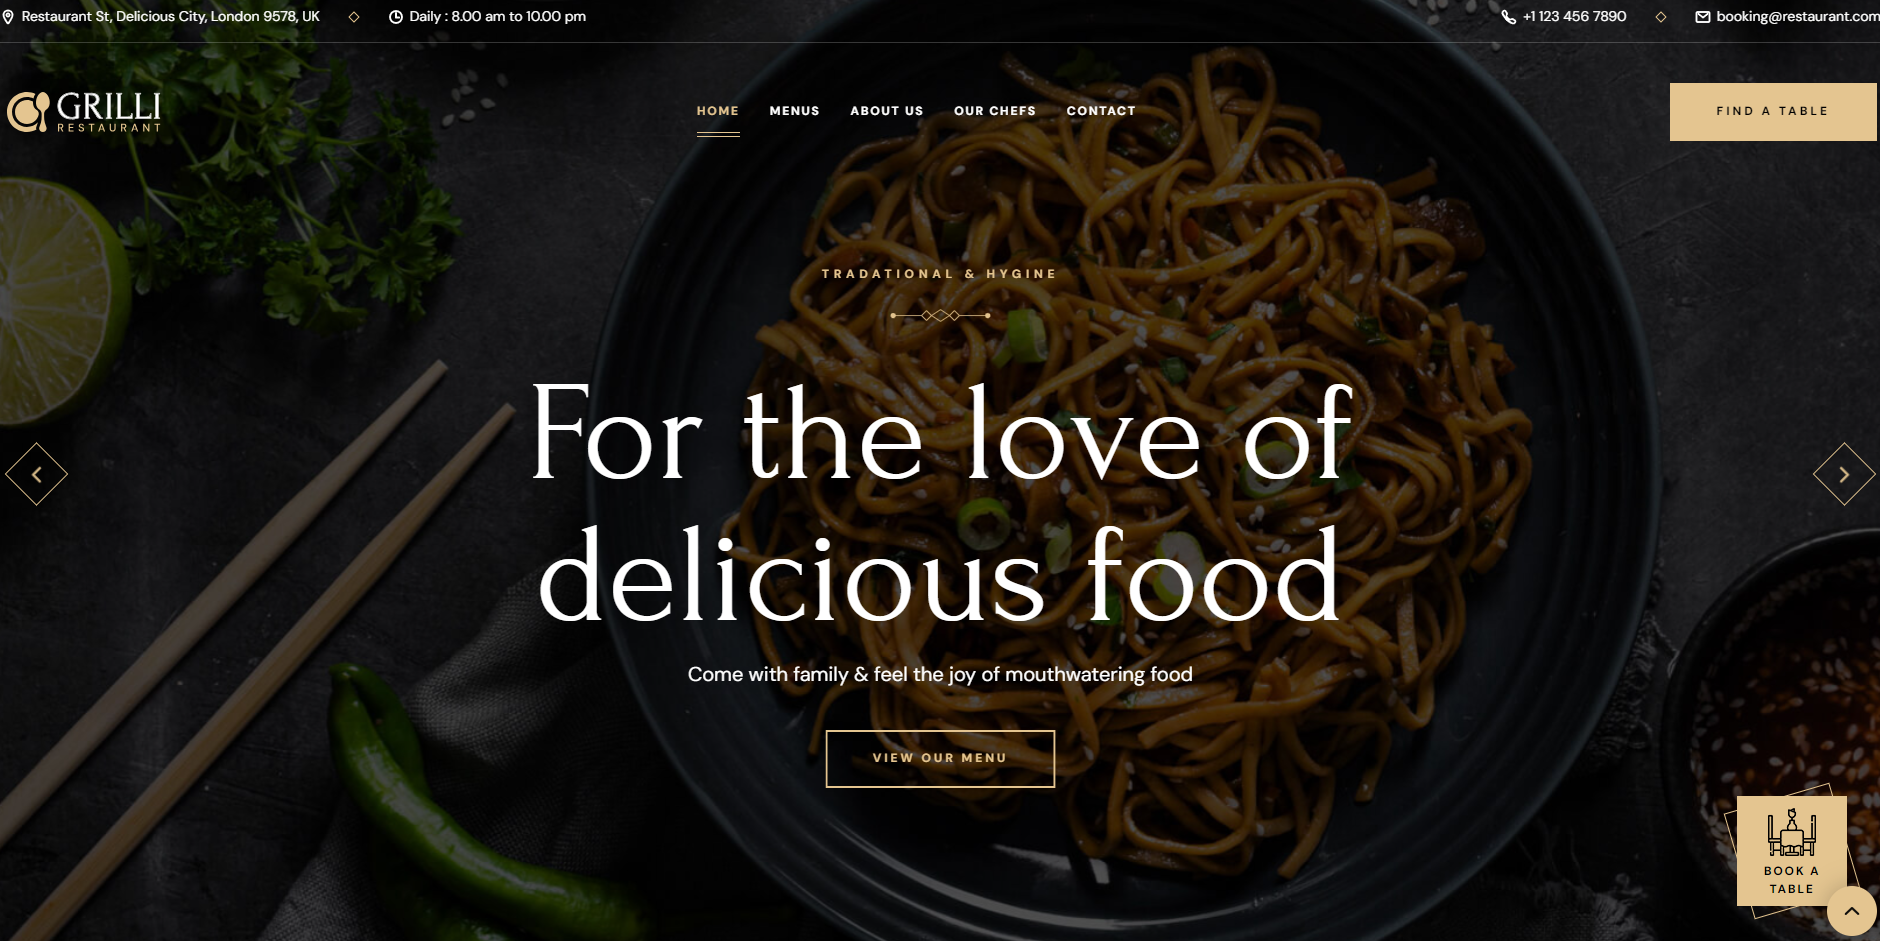 Restaurant St, Delicious City, London 9578, UK
Daily : 8.00 am to 10.00 pm
+1 123 456 7890
booking@restaurant.com
GRILLI
RESTAURANT
HOME
MENUS
ABOUT US
OUR CHEFS
CONTACT
FIND A TABLE
TRADATIONAL & HYGINE
For the love of
delicious food
Come with family & feel the joy of mouthwatering food
VIEW OUR MENU
BOOK A
TABLE